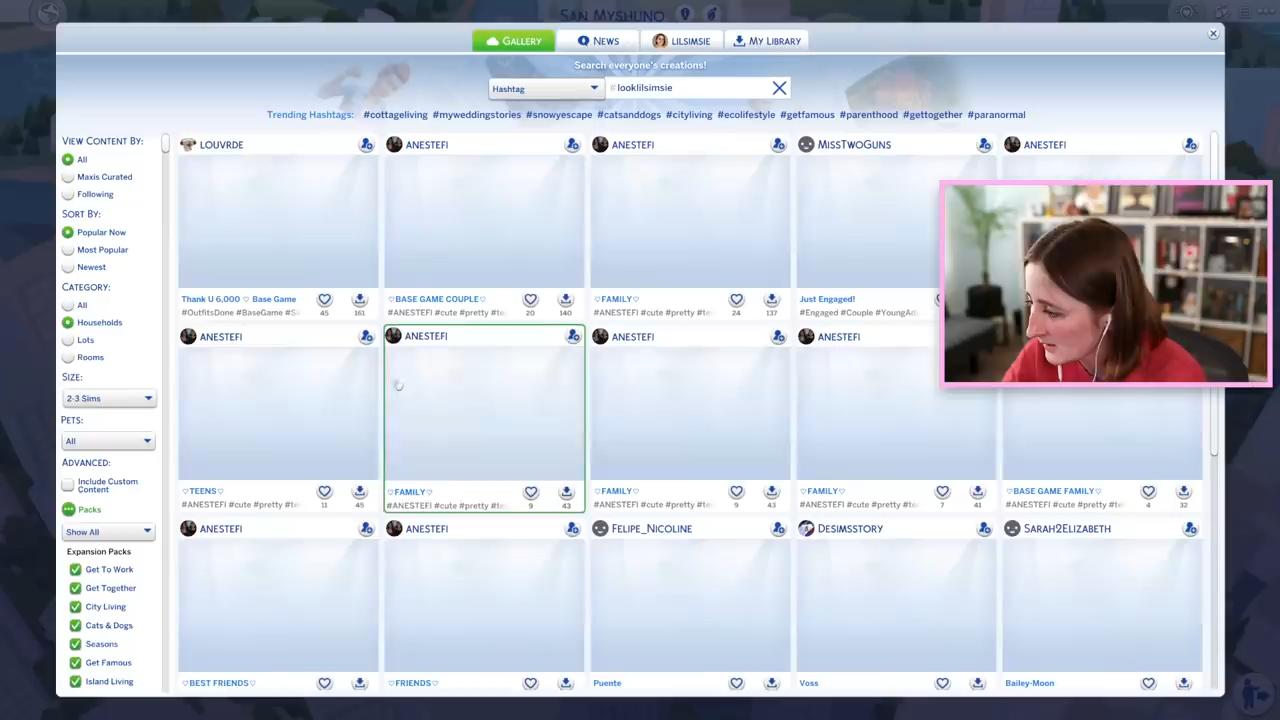 San Myshuno
Gallery
News
lilsimsie
My Library
Search everyone's creations!
Hashtag
# looklilsimsie
Trending Hashtags: #cottageliving #myweddingstories #snowyescape #catsanddogs #cityliving #ecolifestyle #getfamous #parenthood #gettogether #paranormal
View Content By:
All
Maxis Curated
Following
Sort By:
Popular Now
Most Popular
Newest
Category:
All
Households
Lots
Rooms
Size:
2-3 Sims
Pets:
All
Advanced:
Include Custom
Content
Packs
Show All
Expansion Packs
Get To Work
Get Together
City Living
Cats & Dogs
Seasons
Get Famous
Island Living
Louvrde
Thank U 6,000 ♡ Base Game
45
161
#OutfitsDone #BaseGame #Si
ANESTEFI
♡BASE GAME COUPLE♡
20
140
#ANESTEFI #cute #pretty #te
ANESTEFI
♡FAMILY♡
24
137
#ANESTEFI #cute #pretty #te
MissTwoGuns
Just Engaged!
#Engaged #Couple #YoungAd
ANESTEFI
ANESTEFI
♡TEENS♡
11
45
#ANESTEFI #cute #pretty #te
ANESTEFI
♡FAMILY♡
9
43
#ANESTEFI #cute #pretty #te
ANESTEFI
♡FAMILY♡
9
43
#ANESTEFI #cute #pretty #te
ANESTEFI
♡FAMILY♡
7
41
#ANESTEFI #cute #pretty #te
♡BASE GAME FAMILY♡
4
32
#ANESTEFI #cute #pretty #te
ANESTEFI
♡BEST FRIENDS♡
ANESTEFI
♡FRIENDS♡
Felipe_Nicoline
Puente
Desimsstory
Voss
Sarah2Elizabeth
Bailey-Moon